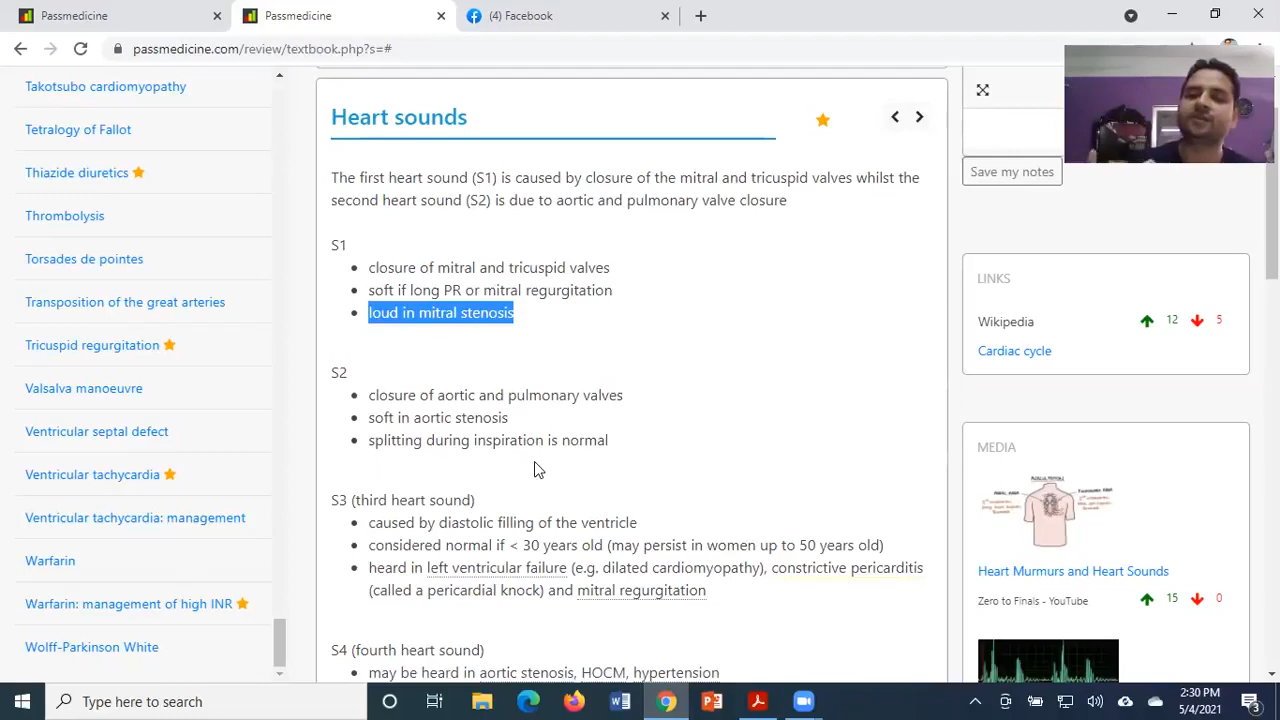 Passmedicine
Passmedicine
(4) Facebook
passmedicine.com/review/textbook.php?s=#
Takotsubo cardiomyopathy
Tetralogy of Fallot
Thiazide diuretics
Thrombolysis
Torsades de pointes
Transposition of the great arteries
Tricuspid regurgitation
Valsalva manoeuvre
Ventricular septal defect
Ventricular tachycardia
Ventricular tachycardia: management
Warfarin
Warfarin: management of high INR
Wolff-Parkinson White
Heart sounds
The first heart sound (S1) is caused by closure of the mitral and tricuspid valves whilst the
second heart sound (S2) is due to aortic and pulmonary valve closure
S1
closure of mitral and tricuspid valves
soft if long PR or mitral regurgitation
loud in mitral stenosis
S2
closure of aortic and pulmonary valves
soft in aortic stenosis
splitting during inspiration is normal
S3 (third heart sound)
caused by diastolic filling of the ventricle
considered normal if < 30 years old (may persist in women up to 50 years old)
heard in left ventricular failure (e.g. dilated cardiomyopathy), constrictive pericarditis
(called a pericardial knock) and mitral regurgitation
S4 (fourth heart sound)
may be heard in aortic stenosis, HOCM, hypertension
Save my notes
LINKS
Wikipedia 12 5
Cardiac cycle
MEDIA
Heart Murmurs and Heart Sounds
Zero to Finals - YouTube 15 0
Type here to search
2:30 PM
5/4/2021
3